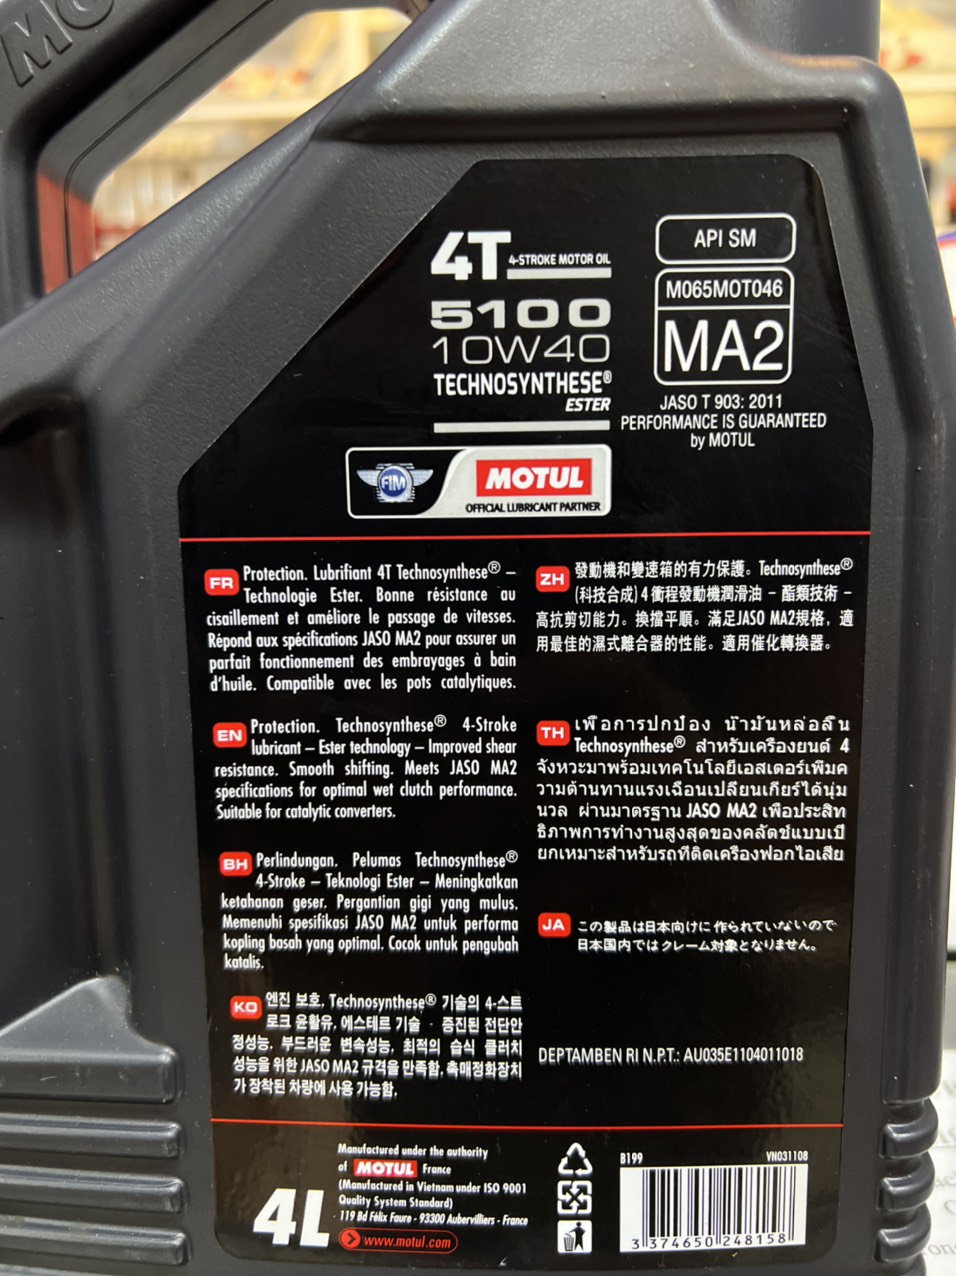 MO
4T 4-STROKE MOTOR OIL
5100
10W40
TECHNOSYNTHESE®
ESTER
API SM
M065MOT046
MA2
JASO T 903: 2011
PERFORMANCE IS GUARANTEED
by MOTUL
FIM
MOTUL
OFFICIAL LUBRICANT PARTNER
FR Protection. Lubrifiant 4T Technosynthese® –
Technologie Ester. Bonne résistance au
cisaillement et améliore le passage de vitesses.
Répond aux spécifications JASO MA2 pour assurer un
parfait fonctionnement des embrayages à bain
d'huile. Compatible avec les pots catalytiques.
EN Protection. Technosynthese® 4-Stroke
lubricant – Ester technology – Improved shear
resistance. Smooth shifting. Meets JASO MA2
specifications for optimal wet clutch performance.
Suitable for catalytic converters.
BH Perlindungan. Pelumas Technosynthese®
4-Stroke – Teknologi Ester – Meningkatkan
ketahanan geser. Pergantian gigi yang mulus.
Memenuhi spesifikasi JASO MA2 untuk performa
kopling basah yang optimal. Cocok untuk pengubah
katalis.
KO 엔진 보호, Technosynthese® 기술의 4-스트
로크 윤활유, 에스테르 기술 · 증진된 전단안
정성능, 부드러운 변속성능, 최적의 습식 클러치
성능을 위한 JASO MA2 규격을 만족함. 촉매정화장치
가 장착된 차량에 사용 가능함.
ZH 發動機和變速箱的有力保護。Technosynthese®
(科技合成) 4 衝程發動機潤滑油 – 酯類技術 –
高抗剪切能力。換擋平順。滿足JASO MA2規格，適
用最佳的濕式離合器的性能。適用催化轉換器。
TH เพื่อการปกป้อง น้ำมันหล่อลื่น
Technosynthese® สำหรับเครื่องยนต์ 4
จังหวะมาพร้อมเทคโนโลยีเอสเตอร์เพิ่มค
วามต้านทานแรงเฉือนเปลี่ยนเกียร์ได้นุ่ม
นวล ผ่านมาตรฐาน JASO MA2 เพื่อประสิท
ธิภาพการทำงานสูงสุดของคลัตช์แบบเปี
ยกเหมาะสำหรับรถที่ติดเครื่องฟอกไอเสีย
JA この製品は日本向けに作られていないので
日本国内ではクレーム対象となりません。
DEPTAMBEN RI N.P.T.: AU035E1104011018
4L
Manufactured under the authority
of MOTUL France
(Manufactured in Vietnam under ISO 9001
Quality System Standard)
119 Bd Félix Faure - 93300 Aubervilliers - France
www.motul.com
B199 VN031108
3 374650 248158